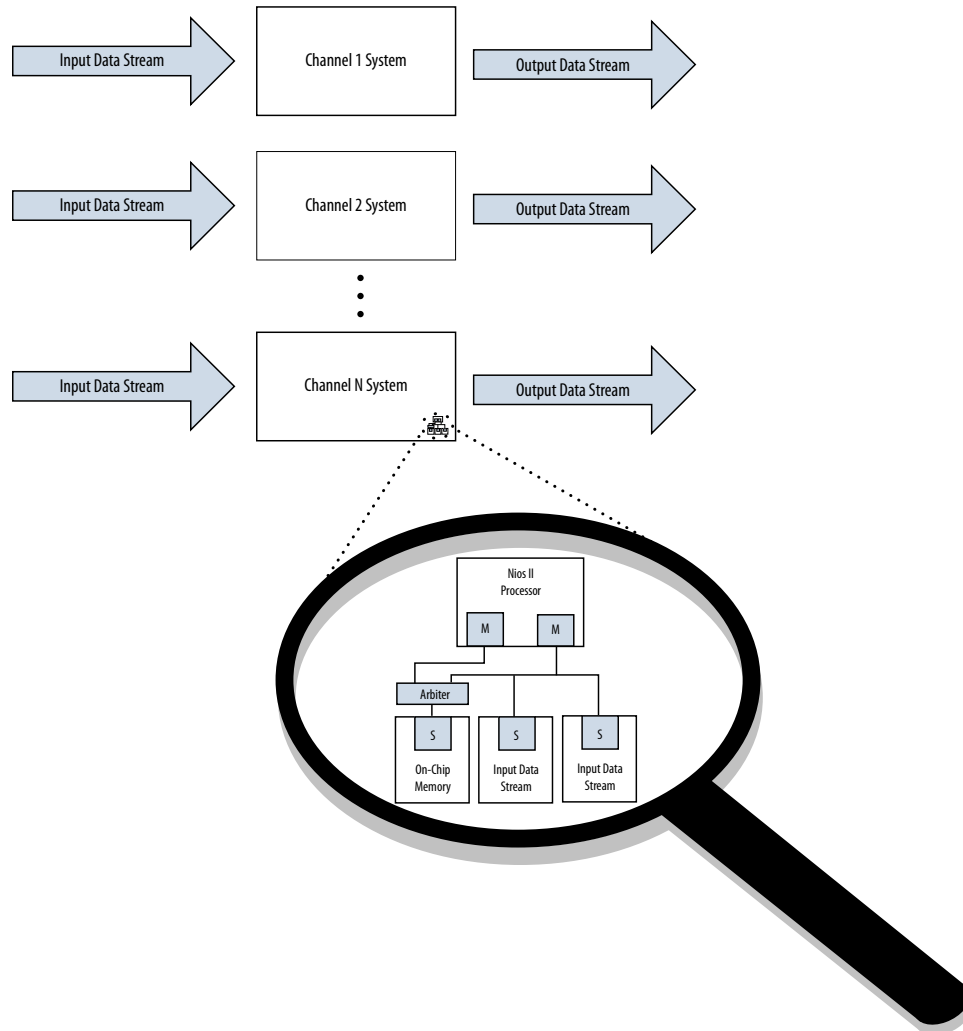 Input Data Stream
Channel 1 System
Output Data Stream
Input Data Stream
Channel 2 System
Output Data Stream
Input Data Stream
Channel N System
Output Data Stream
Nios II
Processor
M
M
Arbiter
S
S
S
On-Chip
Memory
Input Data
Stream
Input Data
Stream